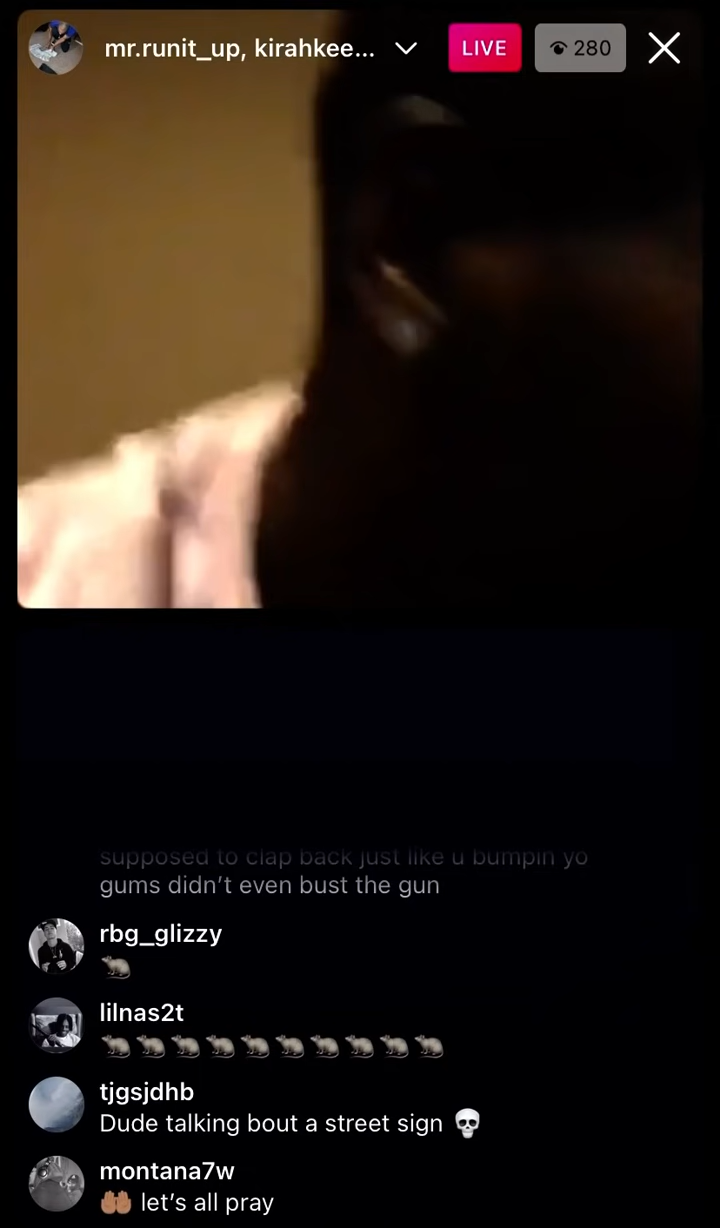 mr.runit_up, kirahkee...
LIVE
280
supposed to clap back just like u bumpin yo
gums didn't even bust the gun
rbg_glizzy
🐀
lilnas2t
🐀🐀🐀🐀🐀🐀🐀🐀🐀🐀
tjgsjdhb
Dude talking bout a street sign 💀
montana7w
🤲🏽 let's all pray